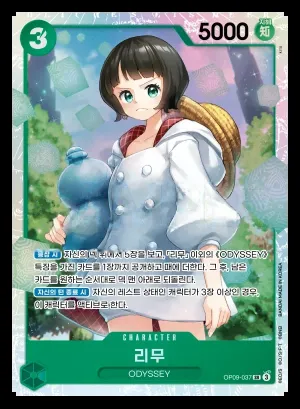 3
5000
지혜
知
등장 시 자신의 덱 위에서 5장을 보고, 「리무」 이외의 《ODYSSEY》
특징을 가진 카드를 1장까지 공개하고 패에 더한다. 그 후, 남은
카드를 원하는 순서대로 덱 맨 아래로 되돌린다.
자신의 턴 종료 시 자신의 레스트 상태인 캐릭터가 3장 이상인 경우,
이 캐릭터를 액티브로 한다.
CHARACTER
리무
ODYSSEY
OP09-037 3